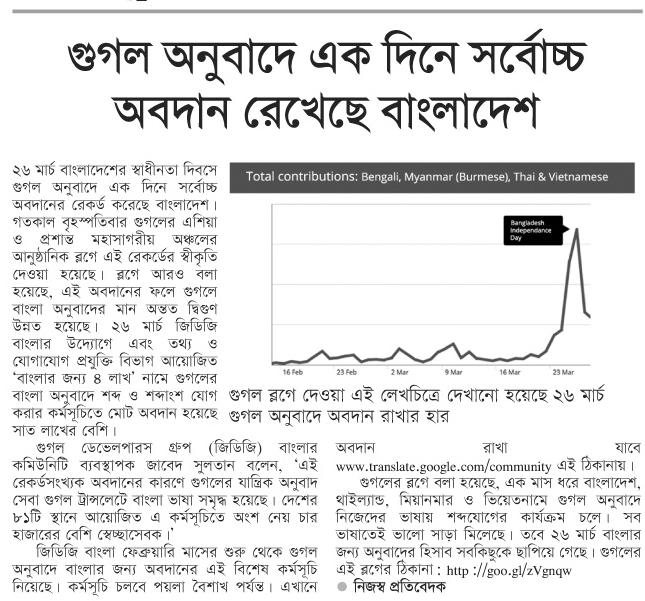 গুগল অনুবাদে এক দিনে সর্বোচ্চ
অবদান রেখেছে বাংলাদেশ
২৬ মার্চ বাংলাদেশের স্বাধীনতা দিবসে
গুগল অনুবাদে এক দিনে সর্বোচ্চ
অবদানের রেকর্ড করেছে বাংলাদেশ।
গতকাল বৃহস্পতিবার গুগলের এশিয়া
ও প্রশান্ত মহাসাগরীয় অঞ্চলের
আনুষ্ঠানিক ব্লগে এই রেকর্ডের স্বীকৃতি
দেওয়া হয়েছে। ব্লগে আরও বলা
হয়েছে, এই অবদানের ফলে গুগলে
বাংলা অনুবাদের মান অন্তত দ্বিগুণ
উন্নত হয়েছে। ২৬ মার্চ জিডিজি
বাংলার উদ্যোগে এবং তথ্য ও
যোগাযোগ প্রযুক্তি বিভাগ আয়োজিত
‘বাংলার জন্য ৪ লাখ’ নামে গুগলের
বাংলা অনুবাদে শব্দ ও শব্দাংশ যোগ
করার কর্মসূচিতে মোট অবদান হয়েছে
সাত লাখের বেশি।
Total contributions: Bengali, Myanmar (Burmese), Thai & Vietnamese
Bangladesh
Independance
Day
16 Feb 23 Feb 2 Mar 9 Mar 16 Mar 23 Mar
গুগল ব্লগে দেওয়া এই লেখচিত্রে দেখানো হয়েছে ২৬ মার্চ
গুগল অনুবাদে অবদান রাখার হার
গুগল ডেভেলপারস গ্রুপ (জিডিজি) বাংলার
কমিউনিটি ব্যবস্থাপক জাবেদ সুলতান বলেন, ‘এই
রেকর্ডসংখ্যক অবদানের কারণে গুগলের যান্ত্রিক অনুবাদ
সেবা গুগল ট্রান্সলেটে বাংলা ভাষা সমৃদ্ধ হয়েছে। দেশের
৮১টি স্থানে আয়োজিত এ কর্মসূচিতে অংশ নেয় চার
হাজারের বেশি স্বেচ্ছাসেবক।’
জিডিজি বাংলা ফেব্রুয়ারি মাসের শুরু থেকে গুগল
অনুবাদে বাংলার জন্য অবদানের এই বিশেষ কর্মসূচি
নিয়েছে। কর্মসূচি চলবে পয়লা বৈশাখ পর্যন্ত। এখানে
অবদান রাখা যাবে
www.translate.google.com/community এই ঠিকানায়।
গুগলের ব্লগে বলা হয়েছে, এক মাস ধরে বাংলাদেশ,
থাইল্যান্ড, মিয়ানমার ও ভিয়েতনামে গুগল অনুবাদে
নিজেদের ভাষায় শব্দযোগের কার্যক্রম চলে। সব
ভাষাতেই ভালো সাড়া মিলেছে। তবে ২৬ মার্চ বাংলার
জন্য অনুবাদের হিসাব সবকিছুকে ছাপিয়ে গেছে। গুগলের
এই ব্লগের ঠিকানা : http ://goo.gl/zVgnqw
● নিজস্ব প্রতিবেদক